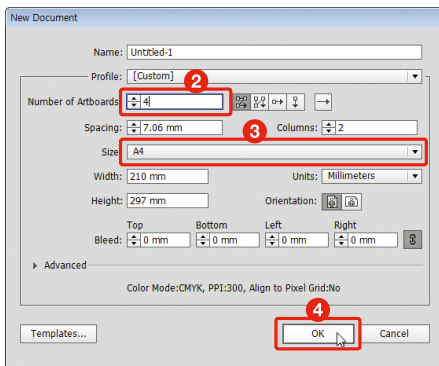 New Document
Name: Untitled-1
Profile: [Custom]
2
Number of Artboards: 4
3
Spacing: 7.06 mm Columns: 2
Size: A4
Width: 210 mm Units: Millimeters
Height: 297 mm Orientation:
Top Bottom Left Right
Bleed: 0 mm 0 mm 0 mm 0 mm
Advanced
Color Mode:CMYK, PPI:300, Align to Pixel Grid:No
4
Templates... OK Cancel